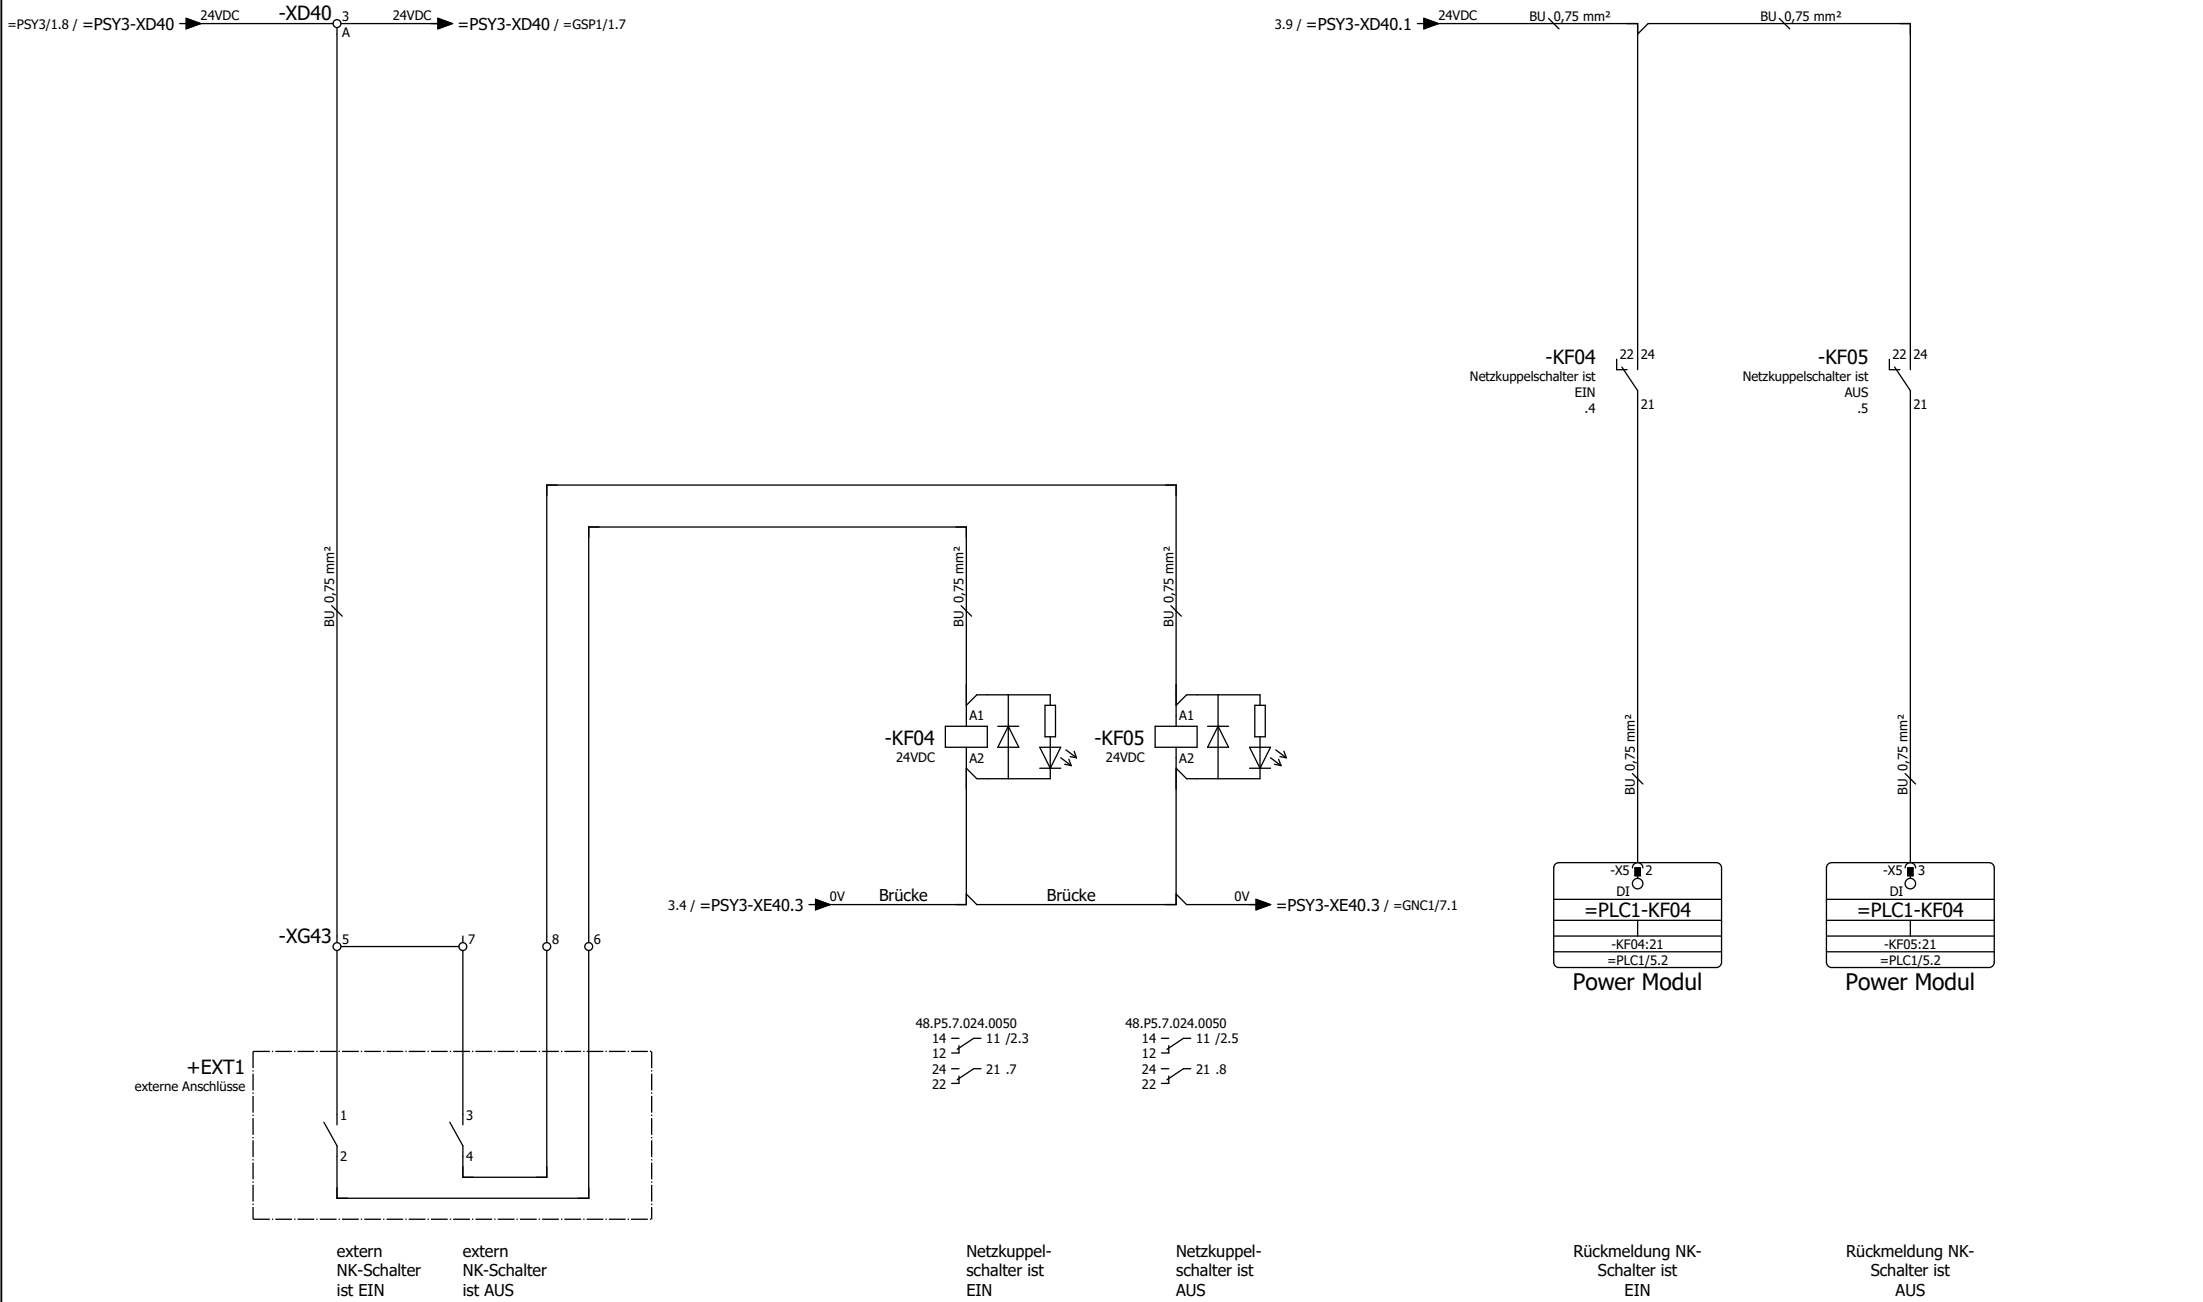 =PSY3/1.8 / =PSY3-XD40
24VDC
-XD40
3
A
24VDC
=PSY3-XD40 / =GSP1/1.7
3.9 / =PSY3-XD40.1
24VDC
BU 0,75 mm²
BU 0,75 mm²
-KF04
Netzkuppelschalter ist
EIN
.4
22
24
21
-KF05
Netzkuppelschalter ist
AUS
.5
22
24
21
BU 0,75 mm²
BU 0,75 mm²
BU 0,75 mm²
-KF04
24VDC
A1
A2
-KF05
24VDC
A1
A2
BU 0,75 mm²
BU 0,75 mm²
3.4 / =PSY3-XE40.3
0V
Brücke
Brücke
0V
=PSY3-XE40.3 / =GNC1/7.1
-X5
2
DI
=PLC1-KF04
-KF04:21
=PLC1/5.2
Power Modul
-X5
3
DI
=PLC1-KF04
-KF05:21
=PLC1/5.2
Power Modul
-XG43
5
7
8
6
48.P5.7.024.0050
14
11 /2.3
12
24
21 .7
22
48.P5.7.024.0050
14
11 /2.5
12
24
21 .8
22
+EXT1
externe Anschlüsse
1
2
3
4
extern
NK-Schalter
ist EIN
extern
NK-Schalter
ist AUS
Netzkuppel-
schalter ist
EIN
Netzkuppel-
schalter ist
AUS
Rückmeldung NK-
Schalter ist
EIN
Rückmeldung NK-
Schalter ist
AUS